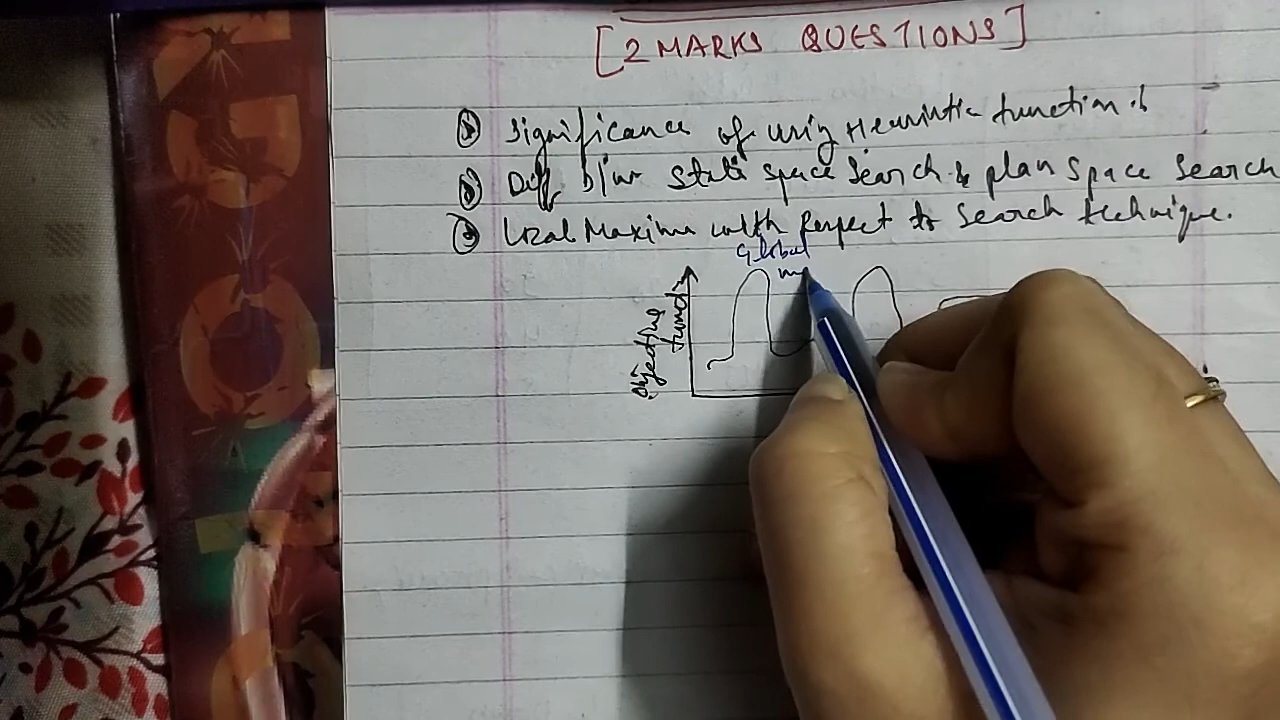 [2 MARKS QUESTIONS]
Significance of using Heuristic function.
Diff b/w State space Search & plan Space Search
Local Maxima with Respect to Search technique.
Global
Objective
funct